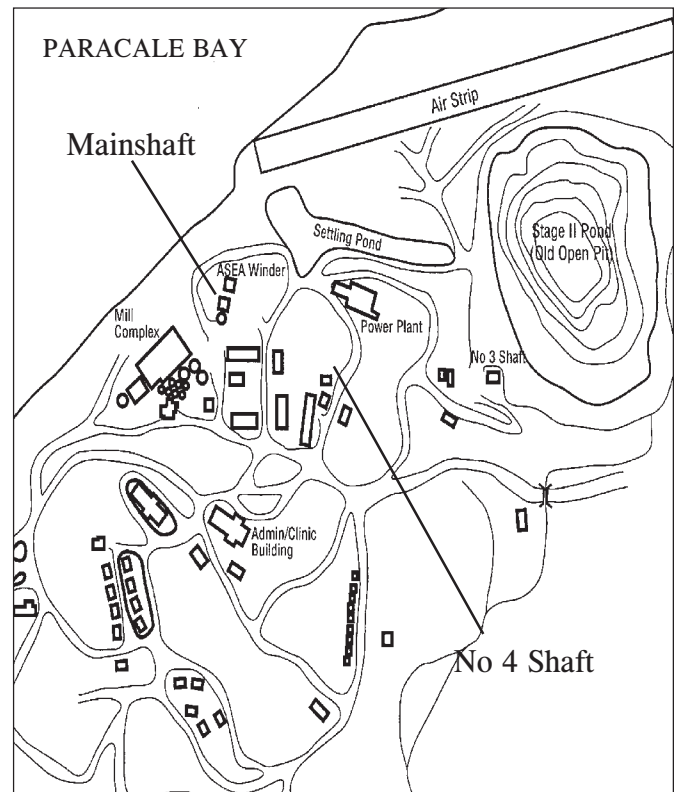 PARACALE BAY
Air Strip
Mainshaft
Settling Pond
Stage II Pond
(Old Open Pit)
ASEA Winder
Mill
Complex
Power Plant
No 3 Shaft
Admin/Clinic
Building
No 4 Shaft